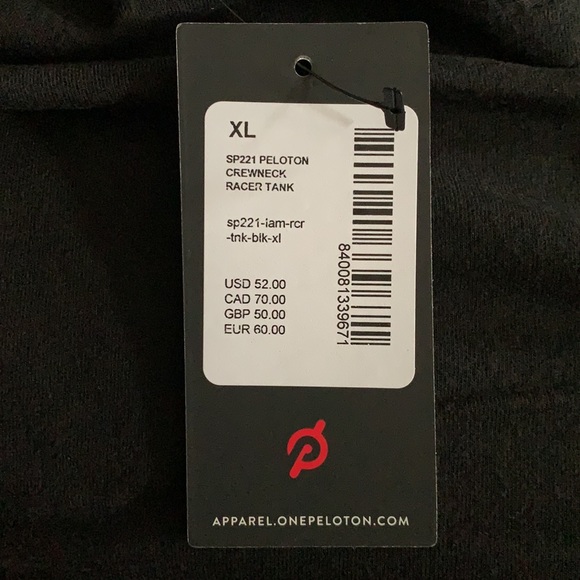 XL
SP221 PELOTON
CREWNECK
RACER TANK
sp221-iam-rcr
-tnk-blk-xl
840081339671
USD 52.00
CAD 70.00
GBP 50.00
EUR 60.00
APPAREL.ONEPELOTON.COM